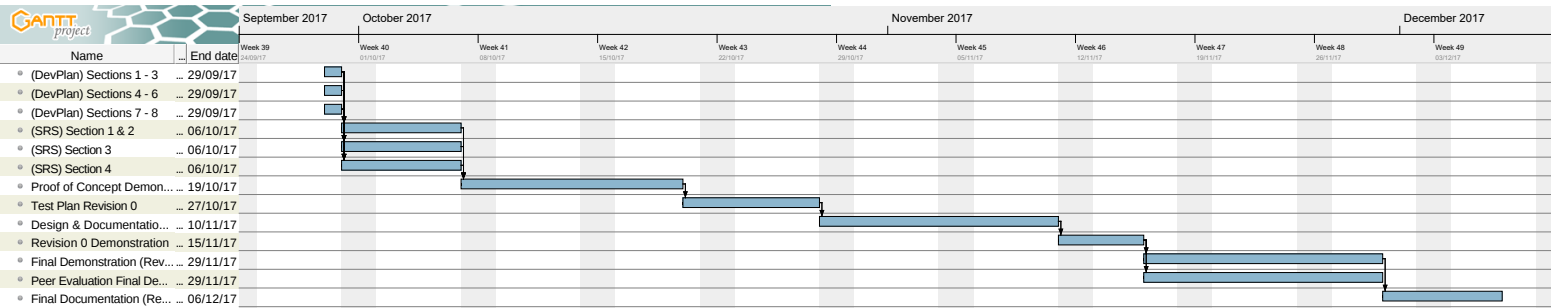 GANTT
project
September 2017 October 2017 November 2017 December 2017
Week 39 Week 40 Week 41 Week 42 Week 43 Week 44 Week 45 Week 46 Week 47 Week 48 Week 49
Name ... End date 24/09/17 01/10/17 08/10/17 15/10/17 22/10/17 29/10/17 05/11/17 12/11/17 19/11/17 26/11/17 03/12/17
(DevPlan) Sections 1 - 3 ... 29/09/17
(DevPlan) Sections 4 - 6 ... 29/09/17
(DevPlan) Sections 7 - 8 ... 29/09/17
(SRS) Section 1 & 2 ... 06/10/17
(SRS) Section 3 ... 06/10/17
(SRS) Section 4 ... 06/10/17
Proof of Concept Demon... ... 19/10/17
Test Plan Revision 0 ... 27/10/17
Design & Documentatio... ... 10/11/17
Revision 0 Demonstration ... 15/11/17
Final Demonstration (Rev... ... 29/11/17
Peer Evaluation Final De... ... 29/11/17
Final Documentation (Re... ... 06/12/17